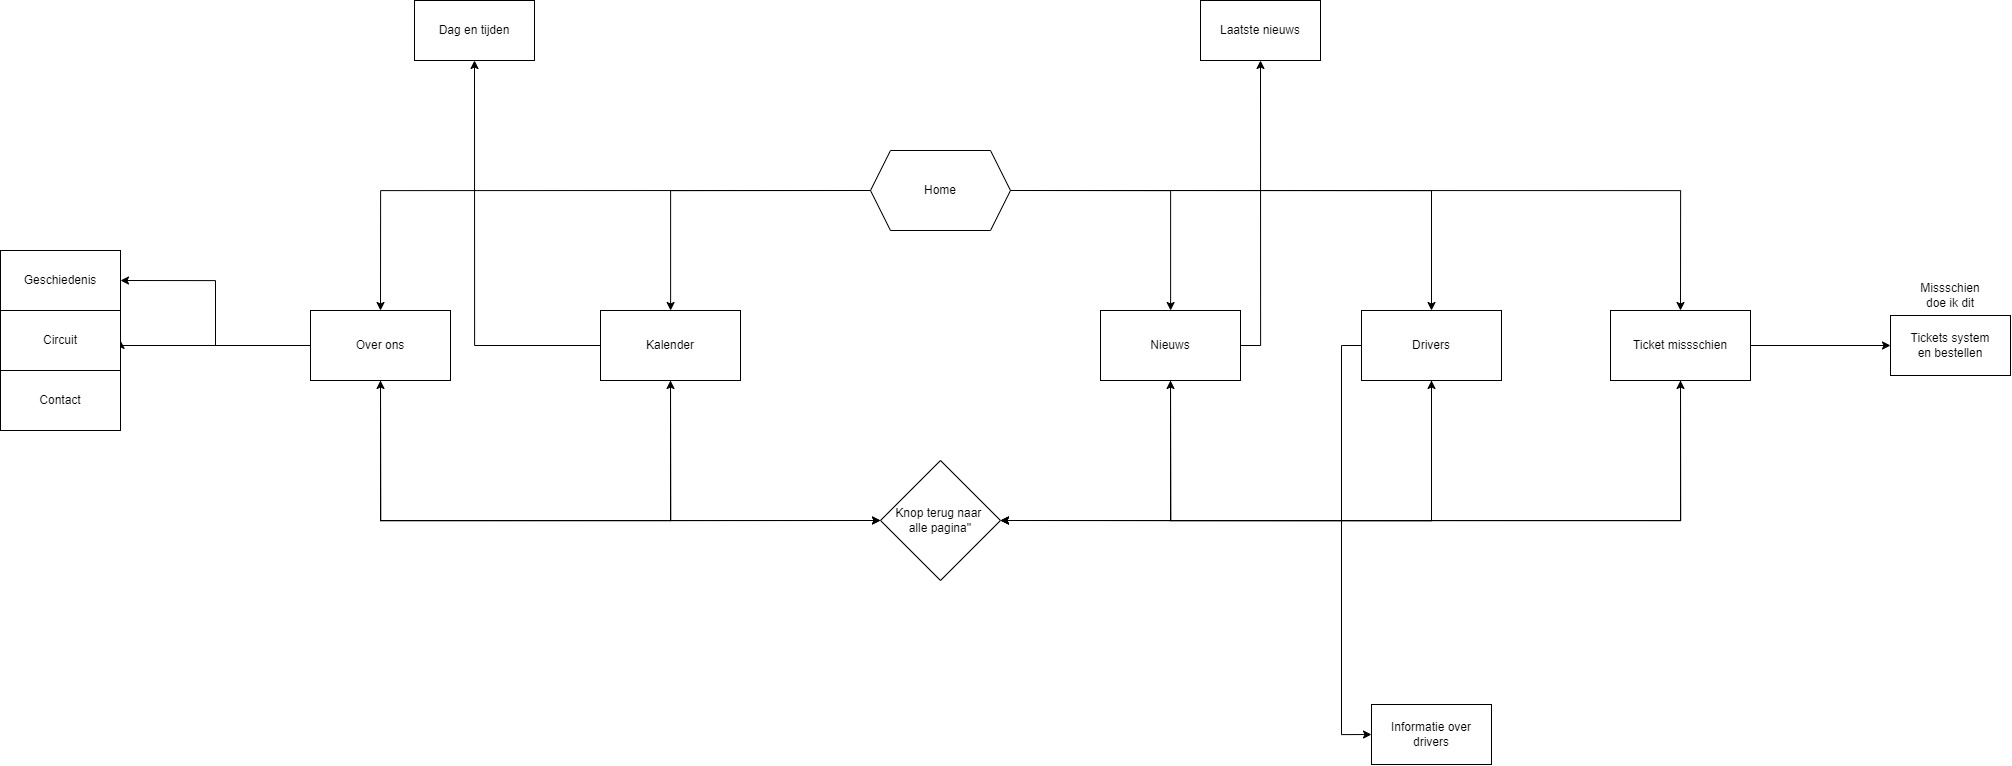 Dag en tijden
Laatste nieuws
Home
Geschiedenis
Circuit
Contact
Over ons
Kalender
Nieuws
Drivers
Ticket missschien
Missschien
doe ik dit
Tickets system
en bestellen
Knop terug naar
alle pagina"
Informatie over
drivers